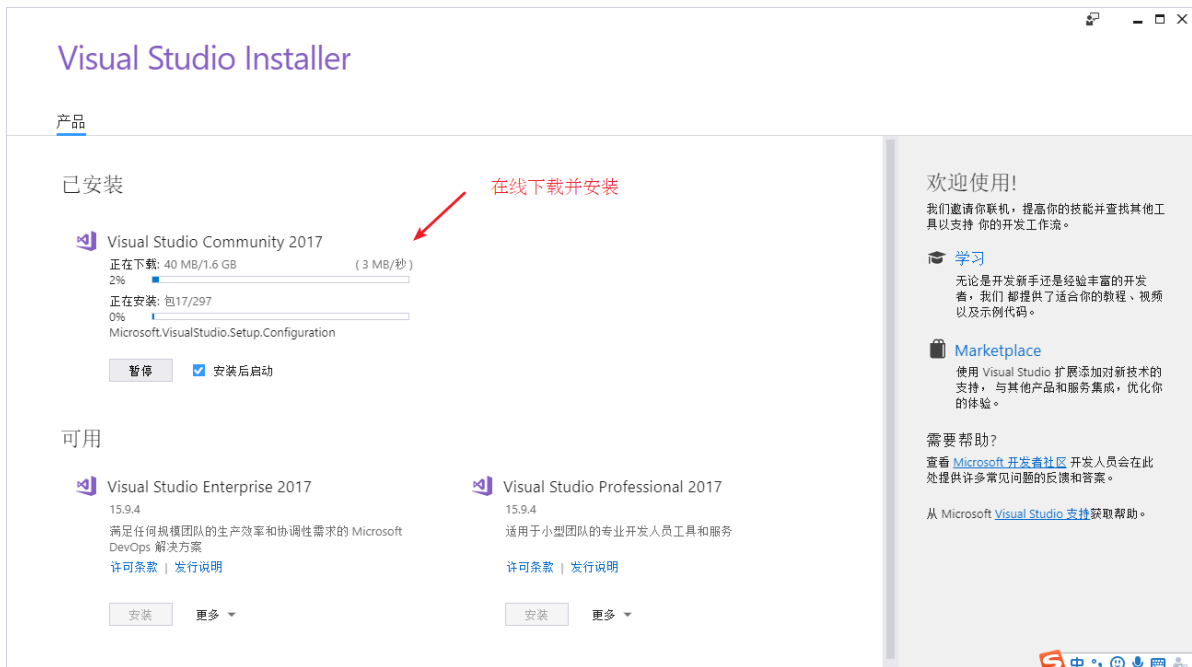 Visual Studio Installer
产品
已安装
在线下载并安装
Visual Studio Community 2017
正在下载: 40 MB/1.6 GB
(3 MB/秒)
2%
正在安装: 包17/297
0%
Microsoft.VisualStudio.Setup.Configuration
暂停
安装后启动
可用
Visual Studio Enterprise 2017
15.9.4
满足任何规模团队的生产效率和协调性需求的 Microsoft
DevOps 解决方案
许可条款 | 发行说明
安装
更多
Visual Studio Professional 2017
15.9.4
适用于小型团队的专业开发人员工具和服务
许可条款 | 发行说明
安装
更多
欢迎使用!
我们邀请你联机，提高你的技能并查找其他工
具以支持 你的开发工作流。
学习
无论是开发新手还是经验丰富的开发
者，我们 都提供了适合你的教程、视频
以及示例代码。
Marketplace
使用 Visual Studio 扩展添加对新技术的
支持， 与其他产品和服务集成，优化你
的体验。
需要帮助?
查看 Microsoft 开发者社区 开发人员会在此
处提供许多常见问题的反馈和答案。
从 Microsoft Visual Studio 支持获取帮助。
中